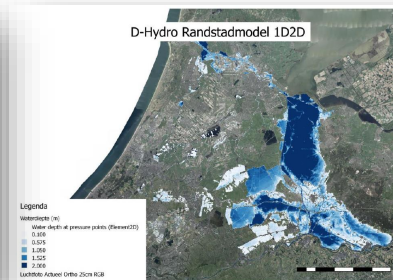 D-Hydro Randstadmodel 1D2D
Legenda
Waterdiepte (m)
Water depth at pressure points (Element2D)
0.100
0.575
1.050
1.525
2.000
Luchtfoto Actueel Ortho 25cm RGB